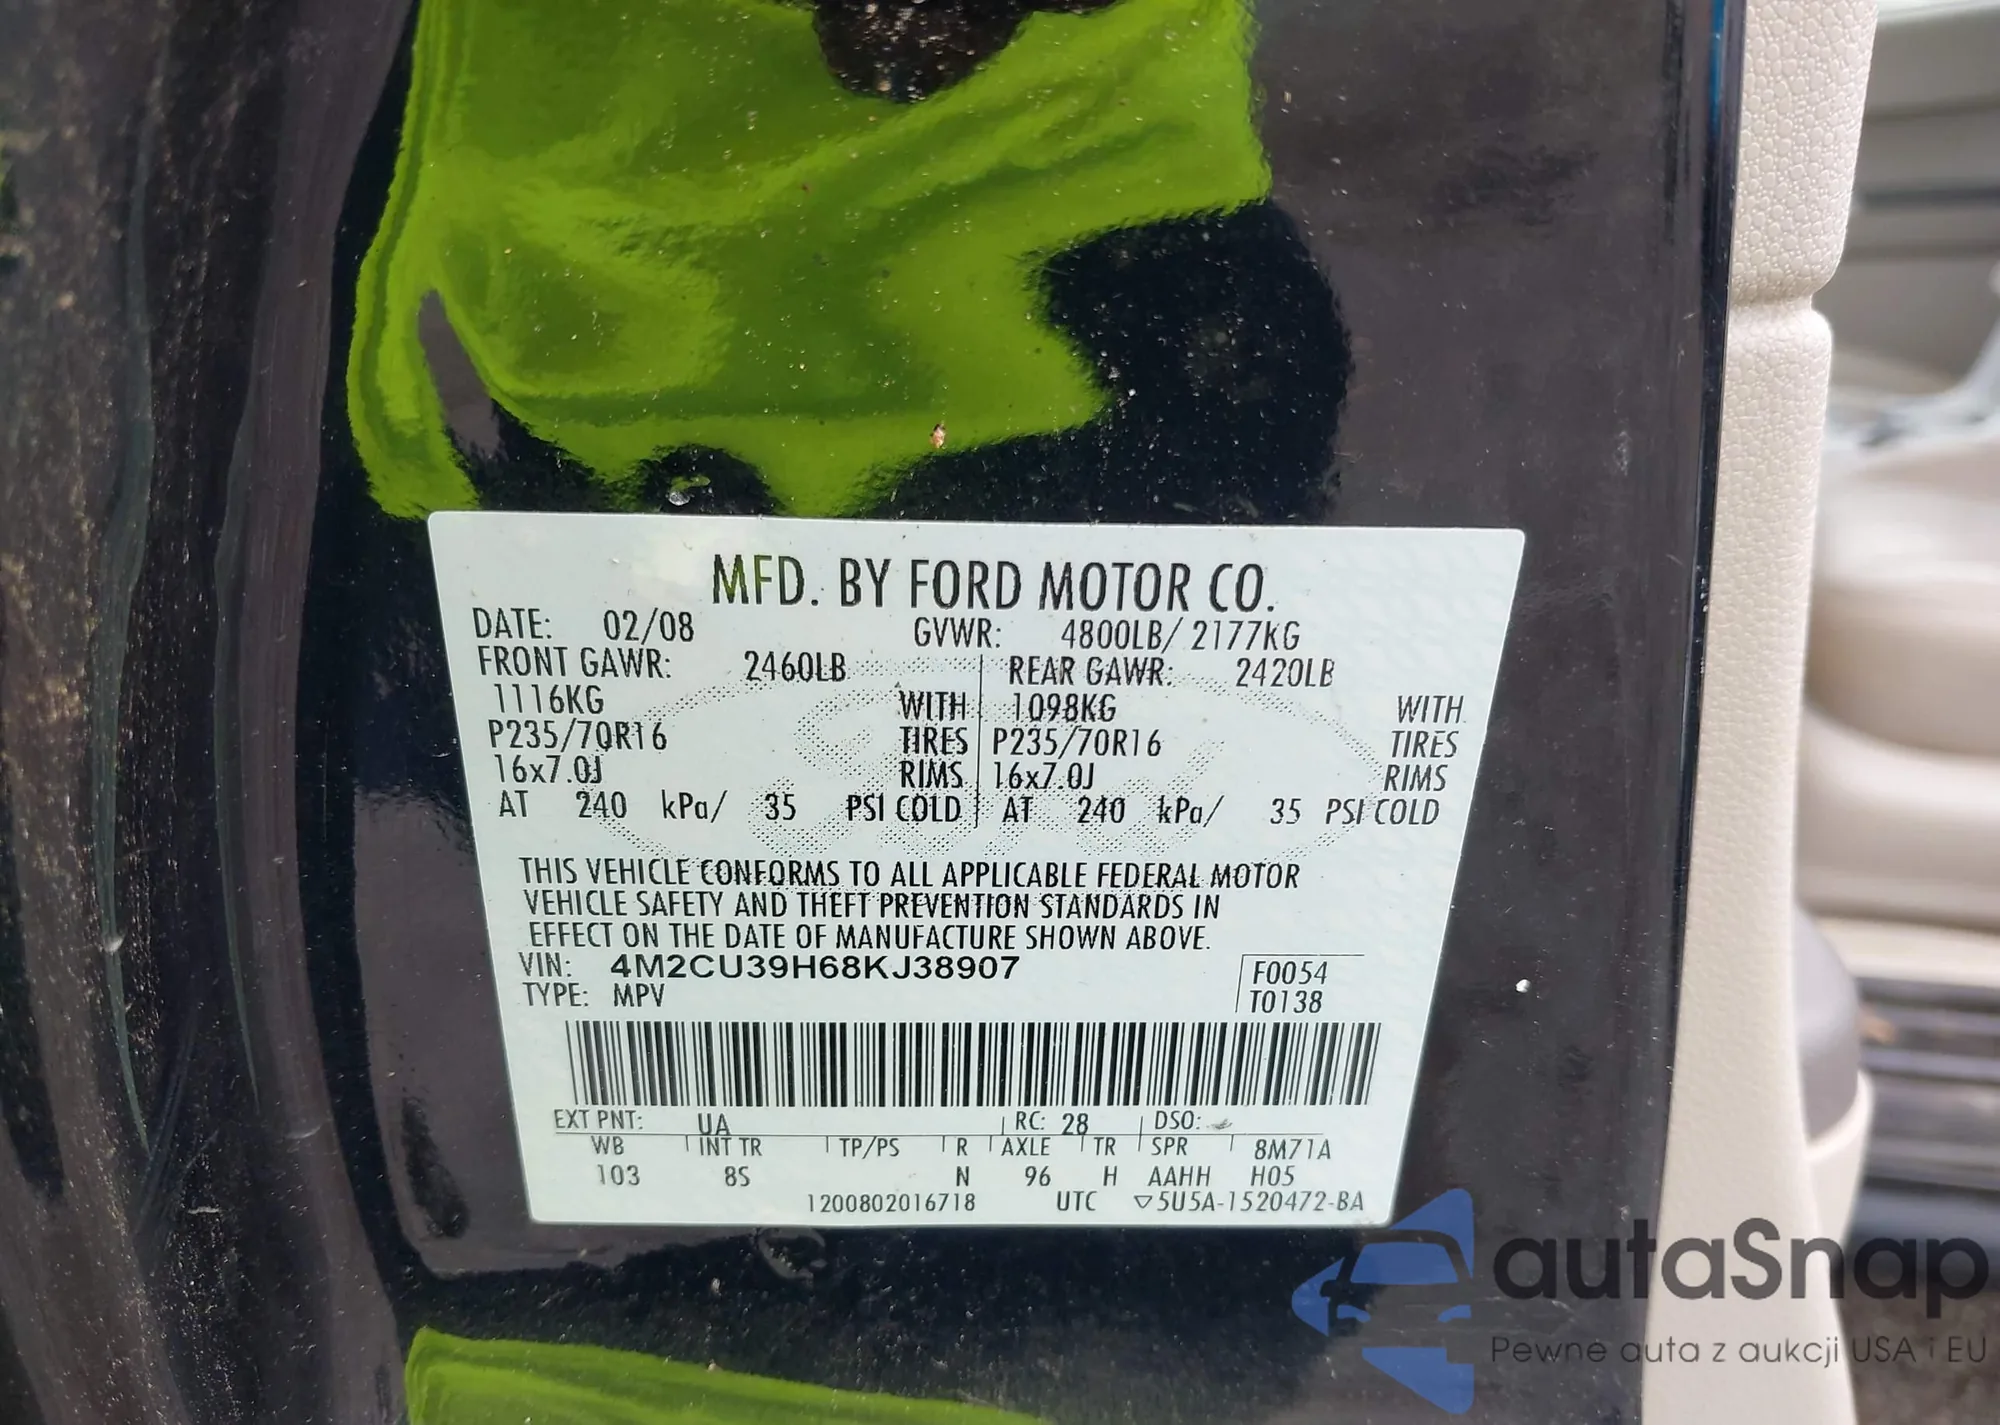 MFD. BY FORD MOTOR CO.
DATE: 02/08 GVWR: 4800LB/ 2177KG
FRONT GAWR: 2460LB REAR GAWR: 2420LB
1116KG WITH 1098KG WITH
P235/70R16 TIRES P235/70R16 TIRES
16x7.0J RIMS 16x7.0J RIMS
AT 240 kPa/ 35 PSI COLD AT 240 kPa/ 35 PSI COLD
THIS VEHICLE CONFORMS TO ALL APPLICABLE FEDERAL MOTOR
VEHICLE SAFETY AND THEFT PREVENTION STANDARDS IN
EFFECT ON THE DATE OF MANUFACTURE SHOWN ABOVE.
VIN: 4M2CU39H68KJ38907 F0054
TYPE: MPV T0138
EXT PNT: UA RC: 28 DSO:
WB INT TR TP/PS R AXLE TR SPR 8M71A
103 8S N 96 H AAHH H05
1200802016718 UTC ▽5U5A-1520472-BA
autaSnap
Pewne auta z aukcji USA i EU